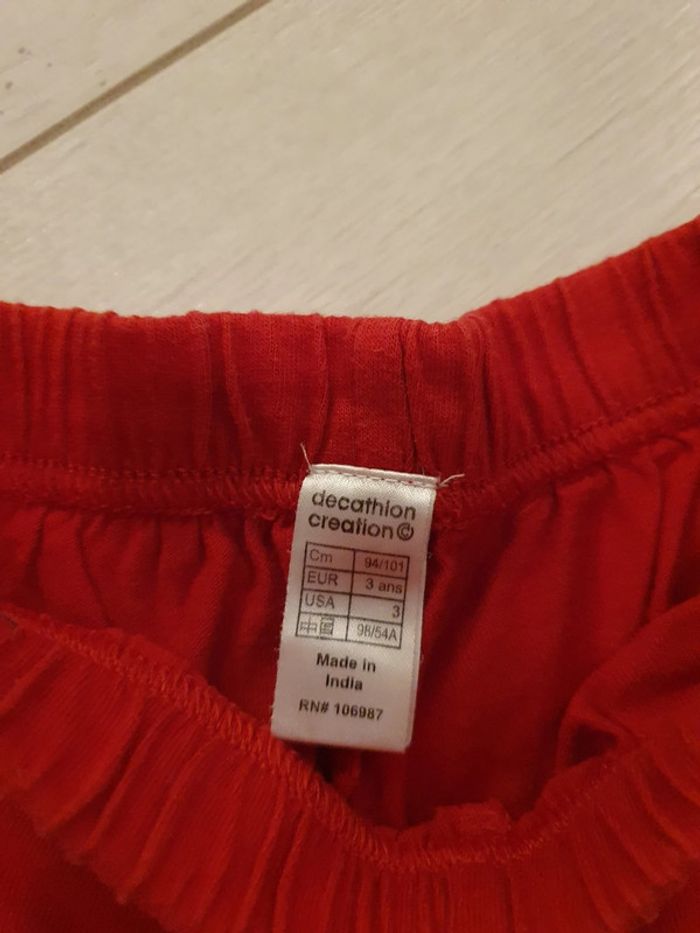 decathlon
creation©
Cm 94/101
EUR 3 ans
USA 3
中国 98/54A
Made in
India
RN# 106987